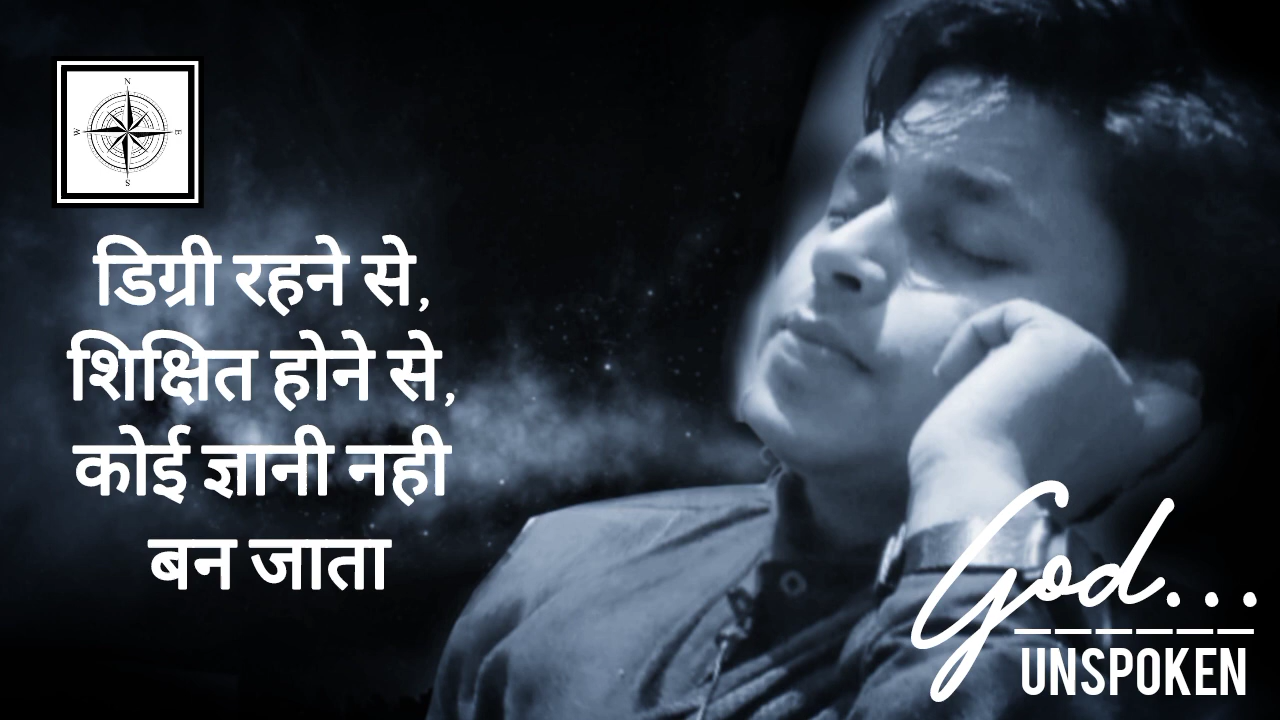 N
W
E
S
डिग्री रहने से,
शिक्षित होने से,
कोई ज्ञानी नही
बन जाता
God...
UNSPOKEN